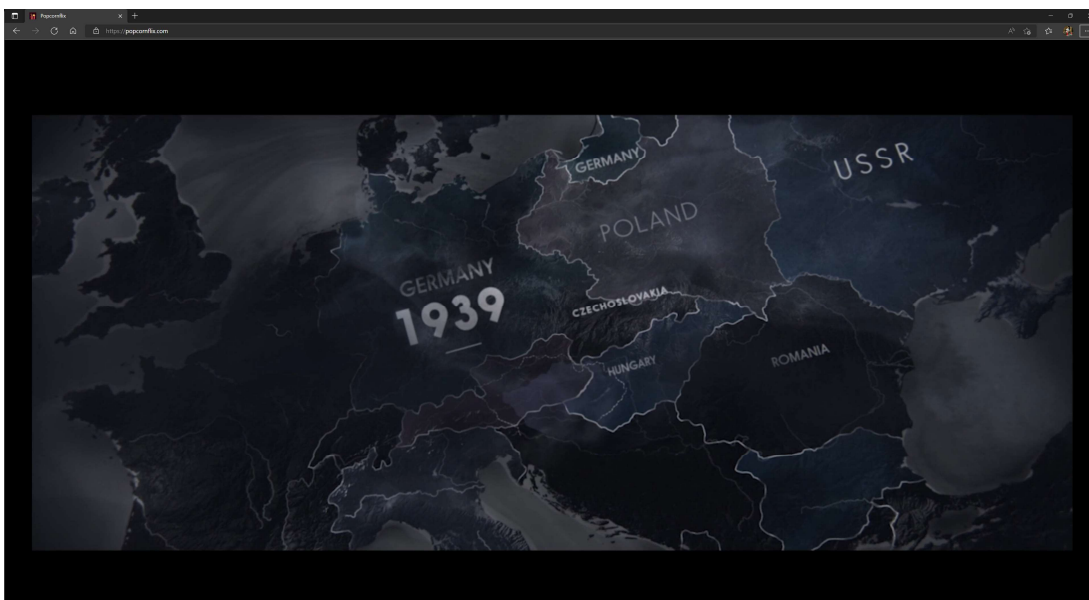 Popcornflix
https://popcornflix.com
GERMANY
USSR
POLAND
GERMANY
1939
CZECHOSLOVAKIA
HUNGARY
ROMANIA